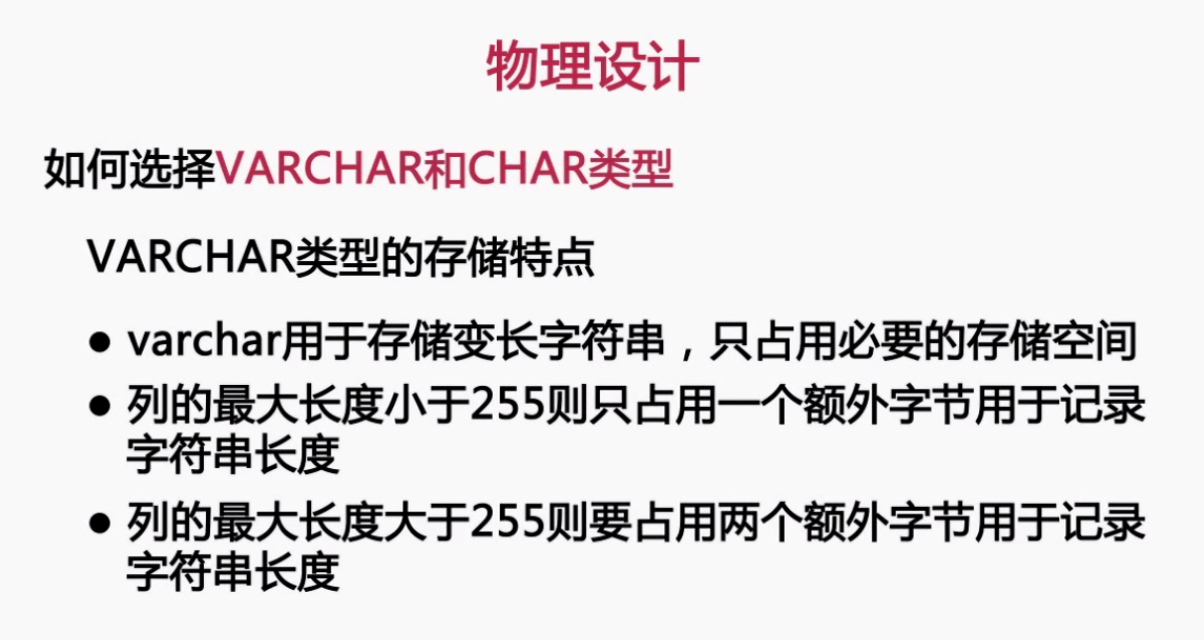 物理设计
如何选择VARCHAR和CHAR类型
VARCHAR类型的存储特点
● varchar用于存储变长字符串，只占用必要的存储空间
● 列的最大长度小于255则只占用一个额外字节用于记录
字符串长度
● 列的最大长度大于255则要占用两个额外字节用于记录
字符串长度